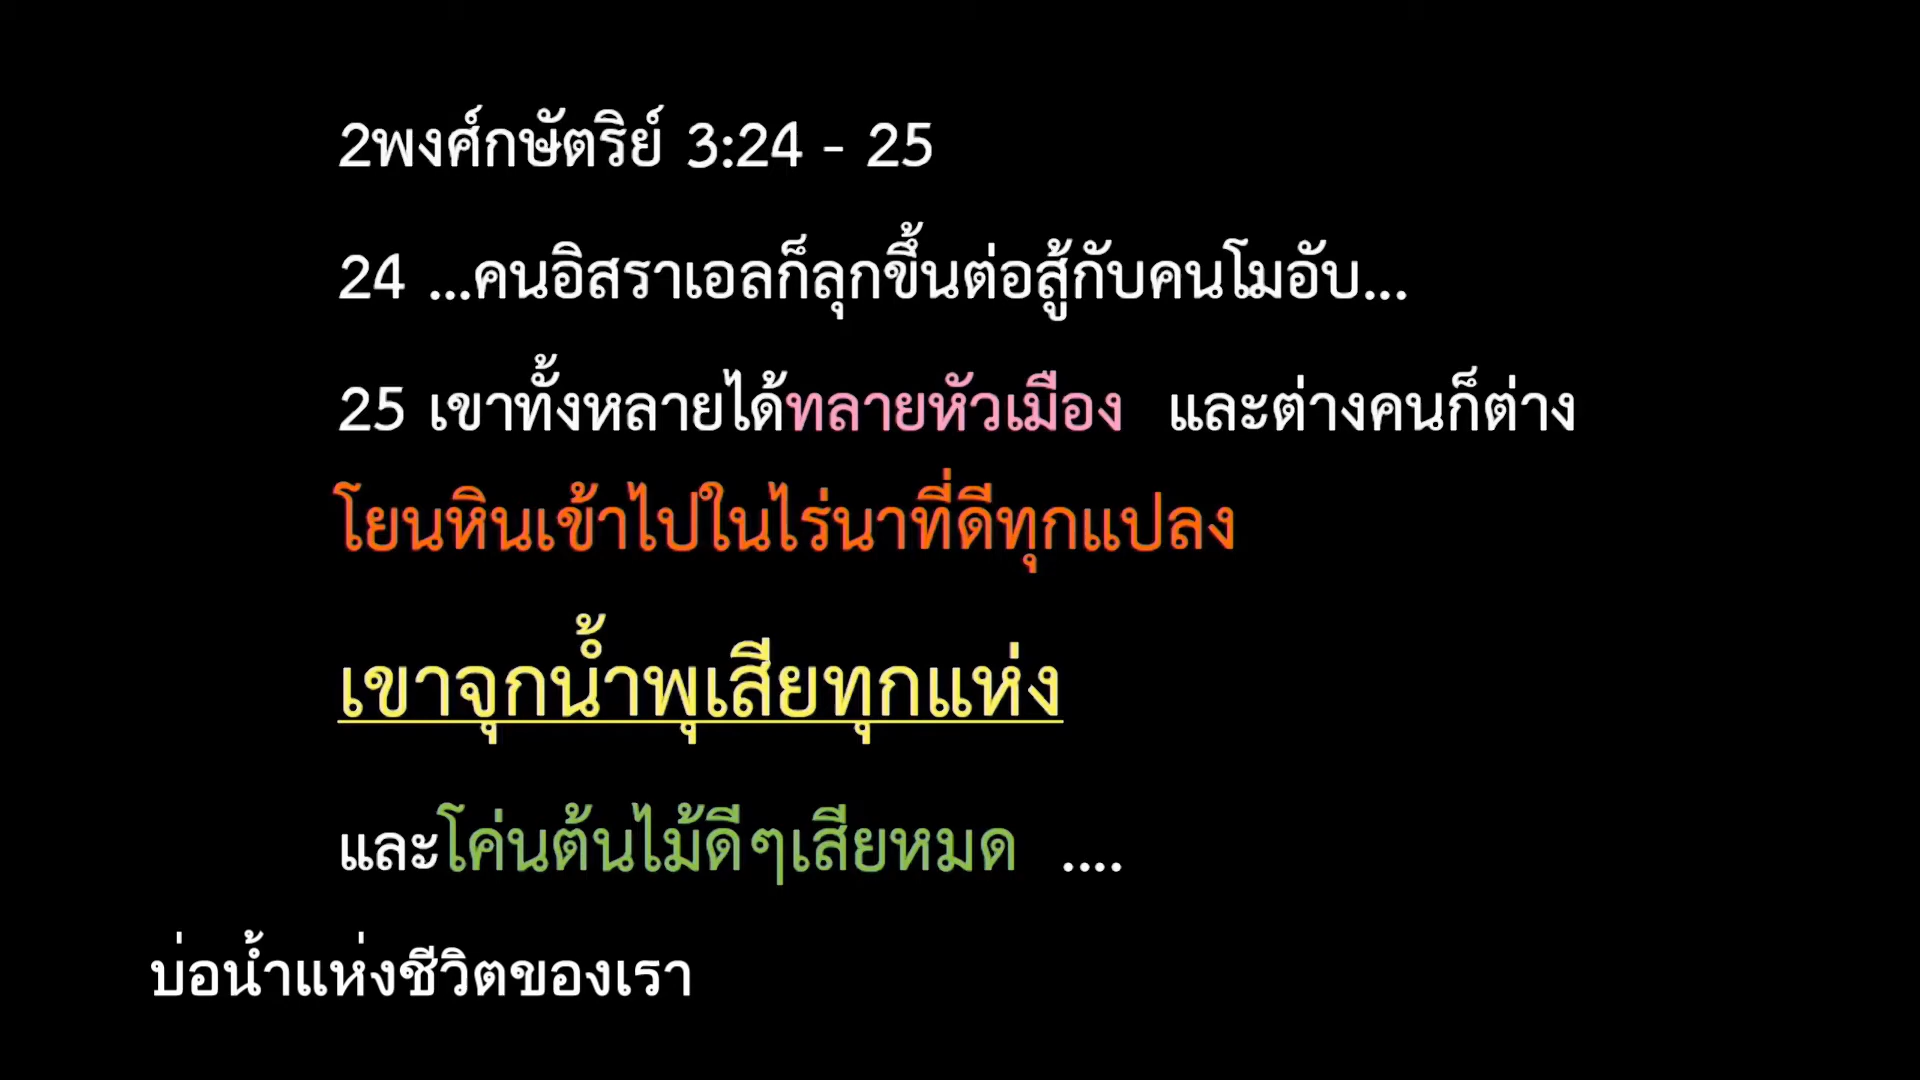 2พงศ์กษัตริย์ 3:24 - 25
24 ...คนอิสราเอลก็ลุกขึ้นต่อสู้กับคนโมอับ...
25 เขาทั้งหลายได้ทลายหัวเมือง และต่างคนก็ต่าง
โยนหินเข้าไปในไร่นาที่ดีทุกแปลง
เขาจุกน้ำพุเสียทุกแห่ง
และโค่นต้นไม้ดีๆเสียหมด ....
บ่อน้ำแห่งชีวิตของเรา